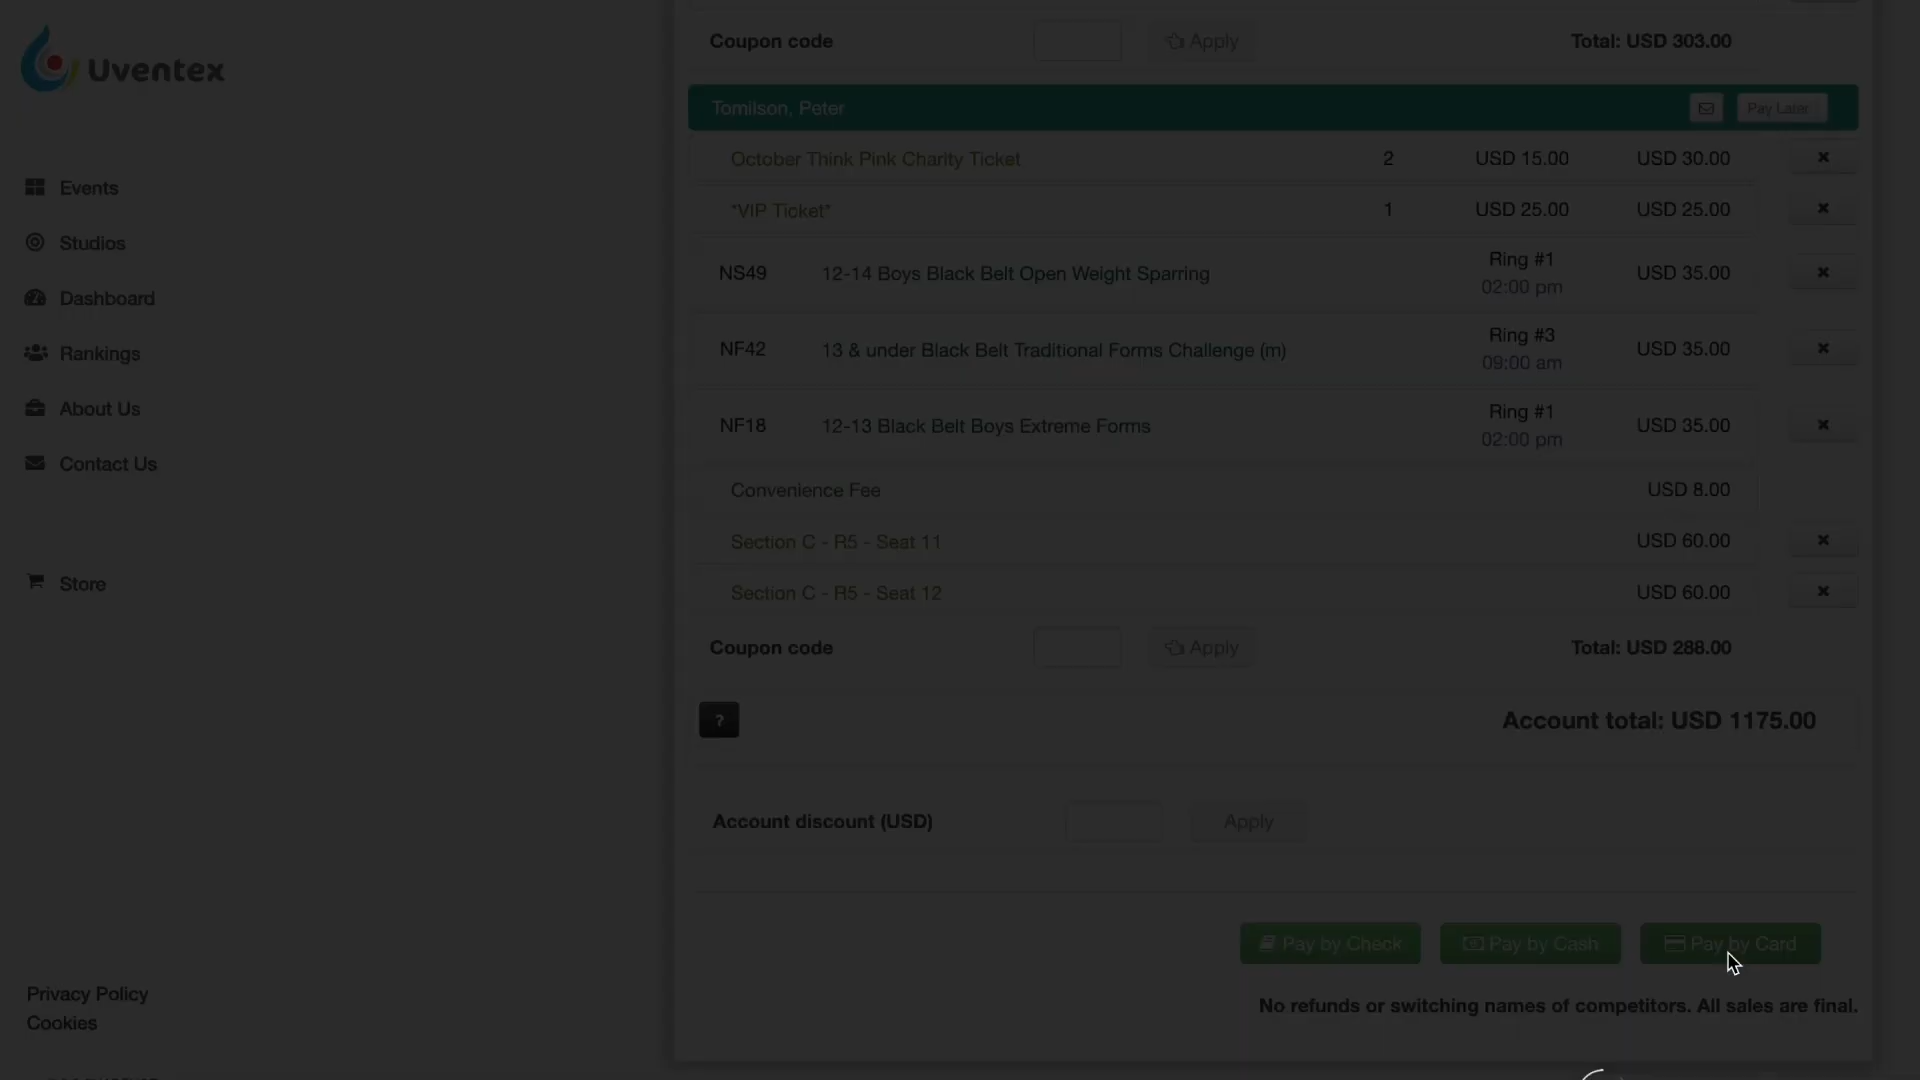 Uventex
Events
Studios
Dashboard
Rankings
About Us
Contact Us
Store
Privacy Policy
Cookies
Coupon code Apply Total: USD 303.00
Tomilson, Peter Pay Later
October Think Pink Charity Ticket 2 USD 15.00 USD 30.00
*VIP Ticket* 1 USD 25.00 USD 25.00
NS49 12-14 Boys Black Belt Open Weight Sparring Ring #1 02:00 pm USD 35.00
NF42 13 & under Black Belt Traditional Forms Challenge (m) Ring #3 09:00 am USD 35.00
NF18 12-13 Black Belt Boys Extreme Forms Ring #1 02:00 pm USD 35.00
Convenience Fee USD 8.00
Section C - R5 - Seat 11 USD 60.00
Section C - R5 - Seat 12 USD 60.00
Coupon code Apply Total: USD 288.00
? Account total: USD 1175.00
Account discount (USD) Apply
Pay by Check Pay by Cash Pay by Card
No refunds or switching names of competitors. All sales are final.